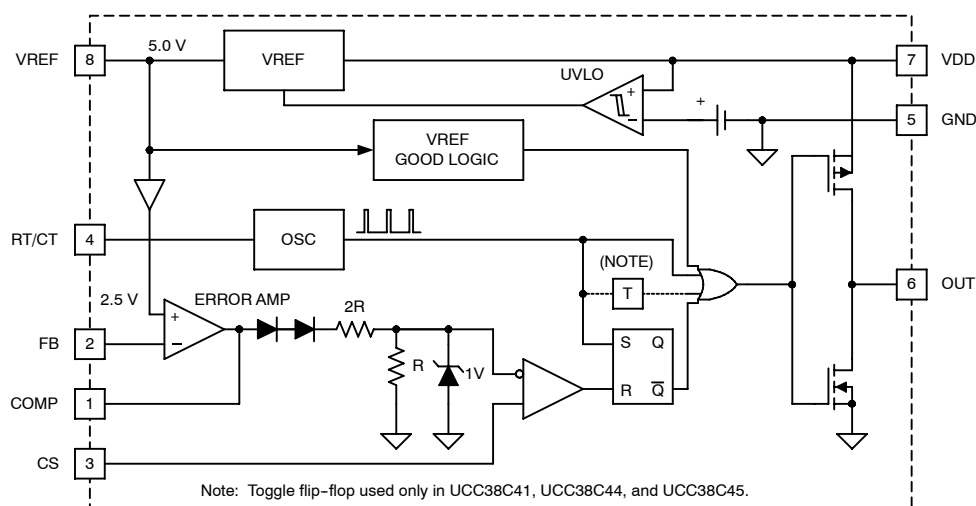 VREF 8 5.0 V VREF 7 VDD
UVLO
+
−
+
5 GND
VREF
GOOD LOGIC
RT/CT 4 OSC
(NOTE)
T
6 OUT
2.5 V
ERROR AMP
2R
+
−
FB 2
R
1V
S Q
R Q̅
COMP 1
CS 3
Note: Toggle flip-flop used only in UCC38C41, UCC38C44, and UCC38C45.